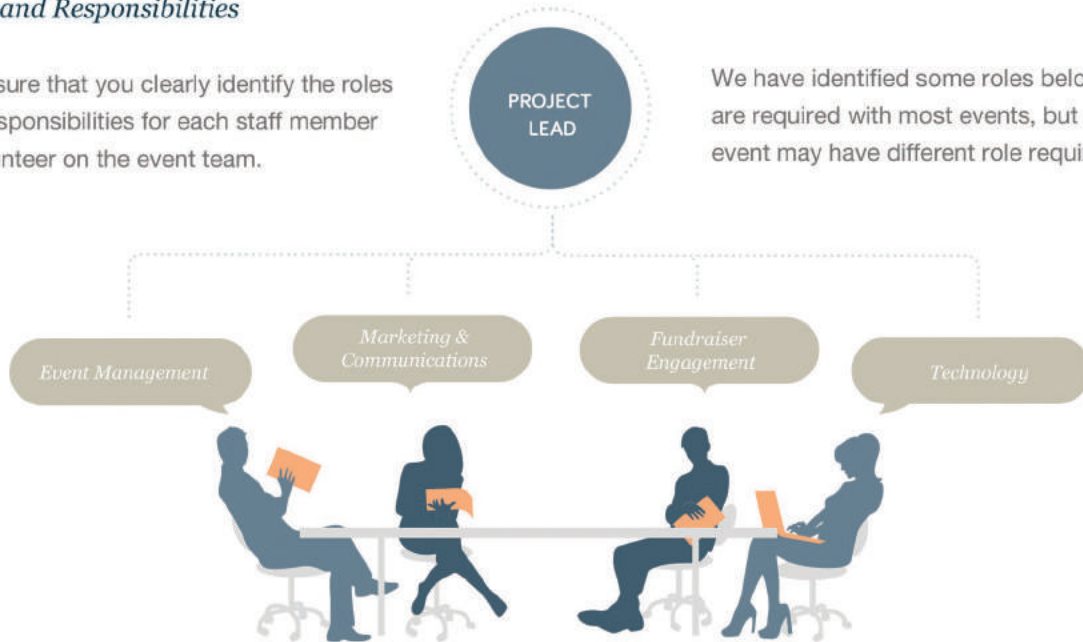 and Responsibilities
sure that you clearly identify the roles
responsibilities for each staff member
unteer on the event team.
PROJECT
LEAD
We have identified some roles belo
are required with most events, but
event may have different role requi
Event Management
Marketing &
Communications
Fundraiser
Engagement
Technology